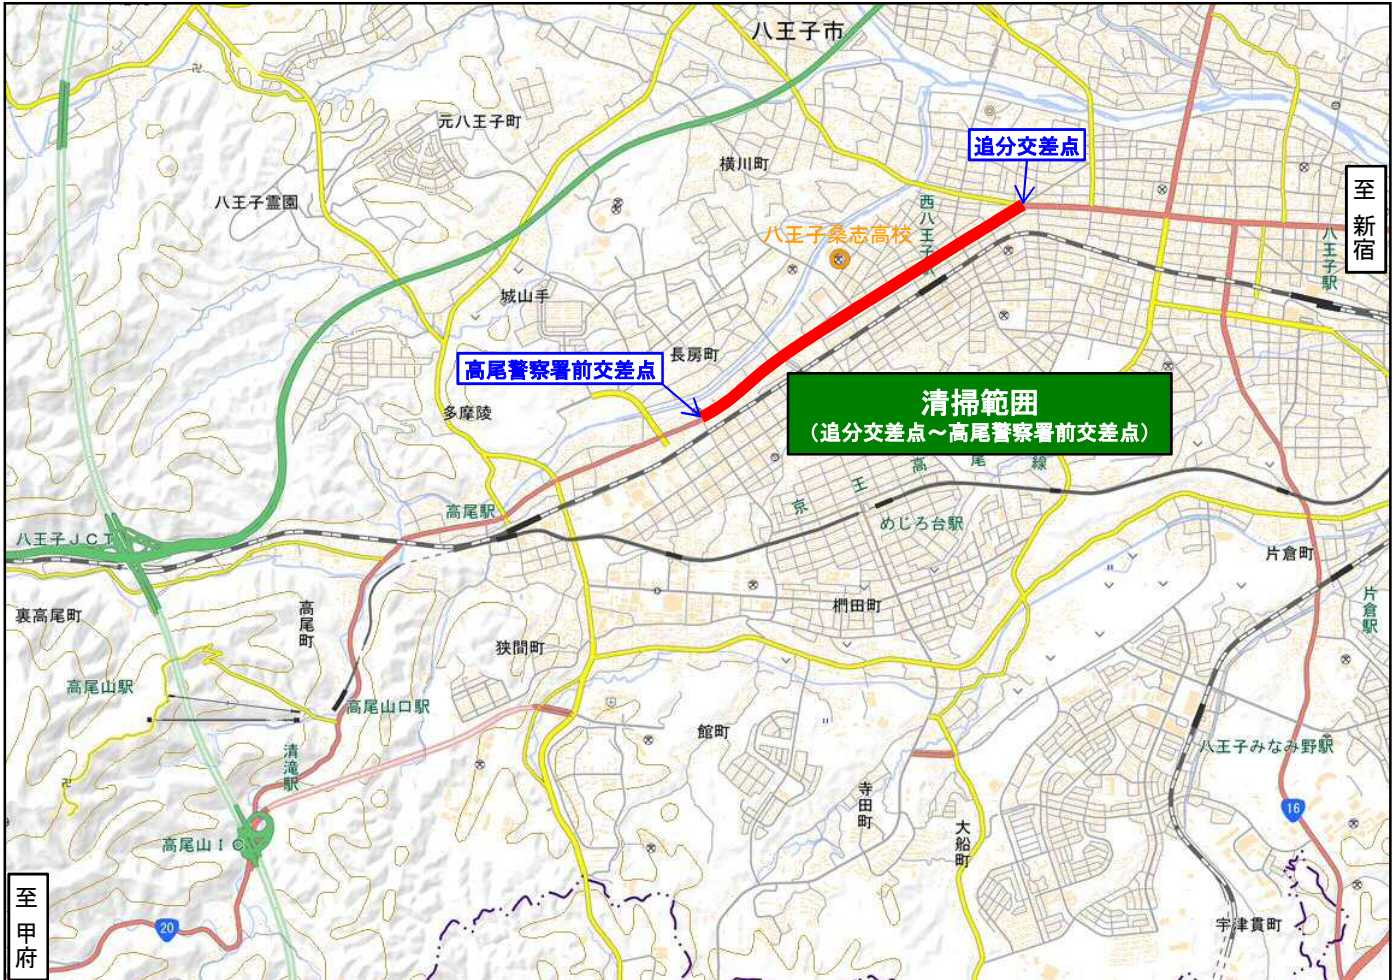 八王子市
元八王子町
追分交差点
横川町
至 新宿
八王子霊園
西八王子
八王子桑志高校
八王子駅
城山手
長房町
高尾警察署前交差点
清掃範囲
(追分交差点～高尾警察署前交差点)
多摩陵
京王高尾線
高尾駅
めじろ台駅
八王子JCT
片倉町
裏高尾町
高尾町
椚田町
片倉駅
狭間町
高尾山駅
高尾山口駅
館町
清滝駅
八王子みなみ野駅
寺田町
16
大船町
高尾山IC
至 甲府
20
宇津貫町